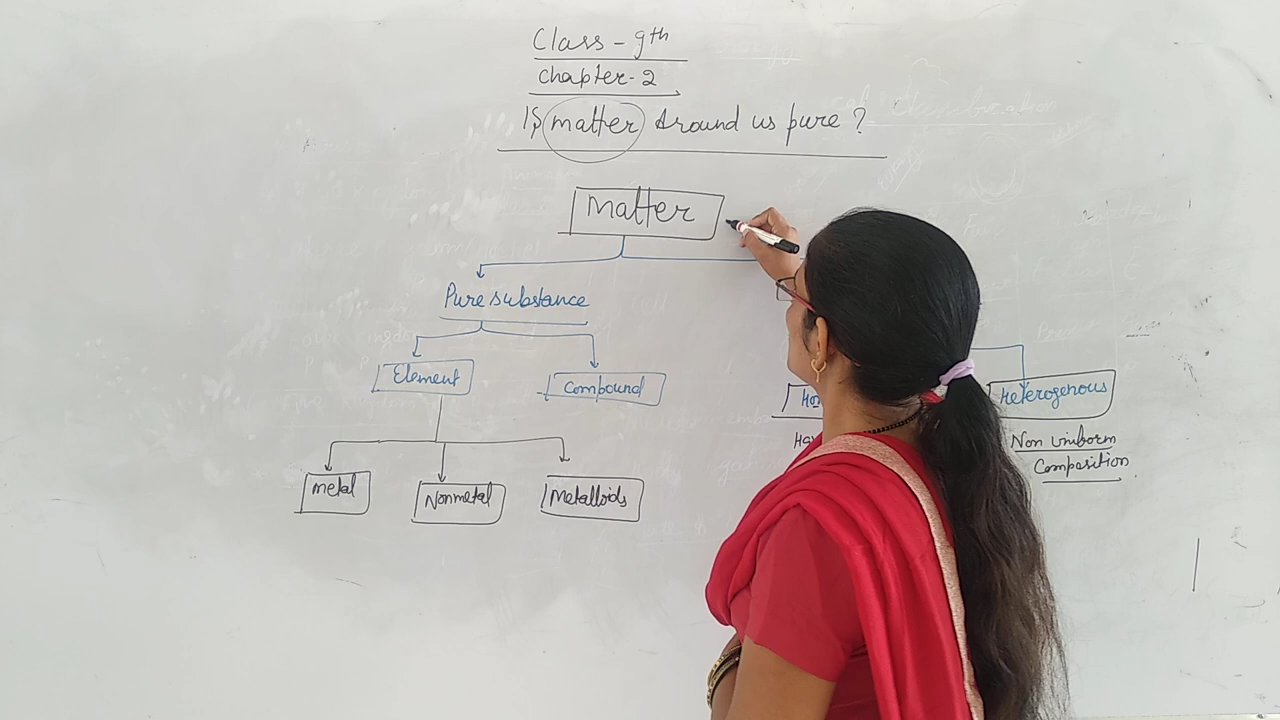 Class - 9th
Chapter - 2
Is matter Around us pure ?
Matter
Pure substance
Element
Compound
Heterogenous
Non Uniform
Composition
metal
Nonmetal
Metalloids